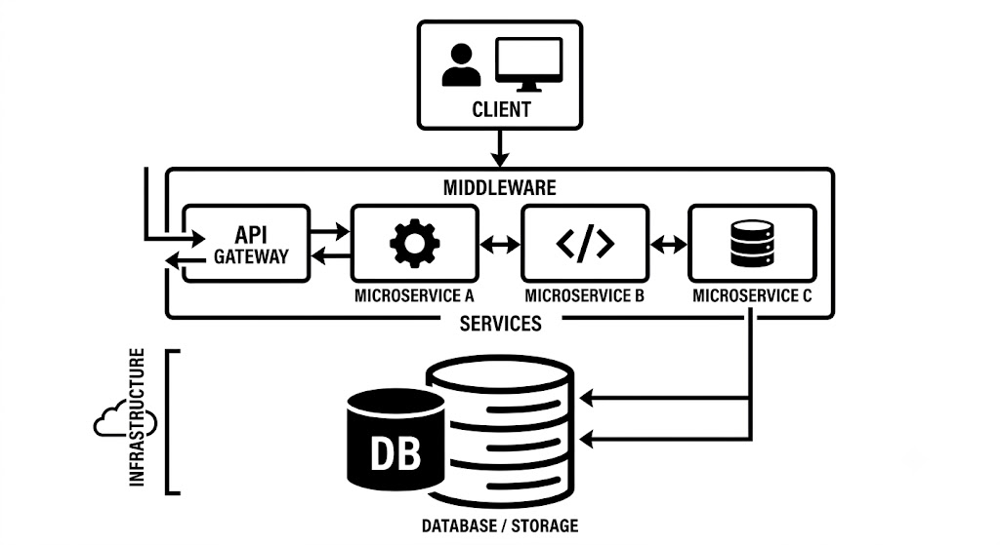 CLIENT
MIDDLEWARE
API
GATEWAY
</>
MICROSERVICE A
MICROSERVICE B
MICROSERVICE C
SERVICES
INFRASTRUCTURE
DB
DATABASE / STORAGE